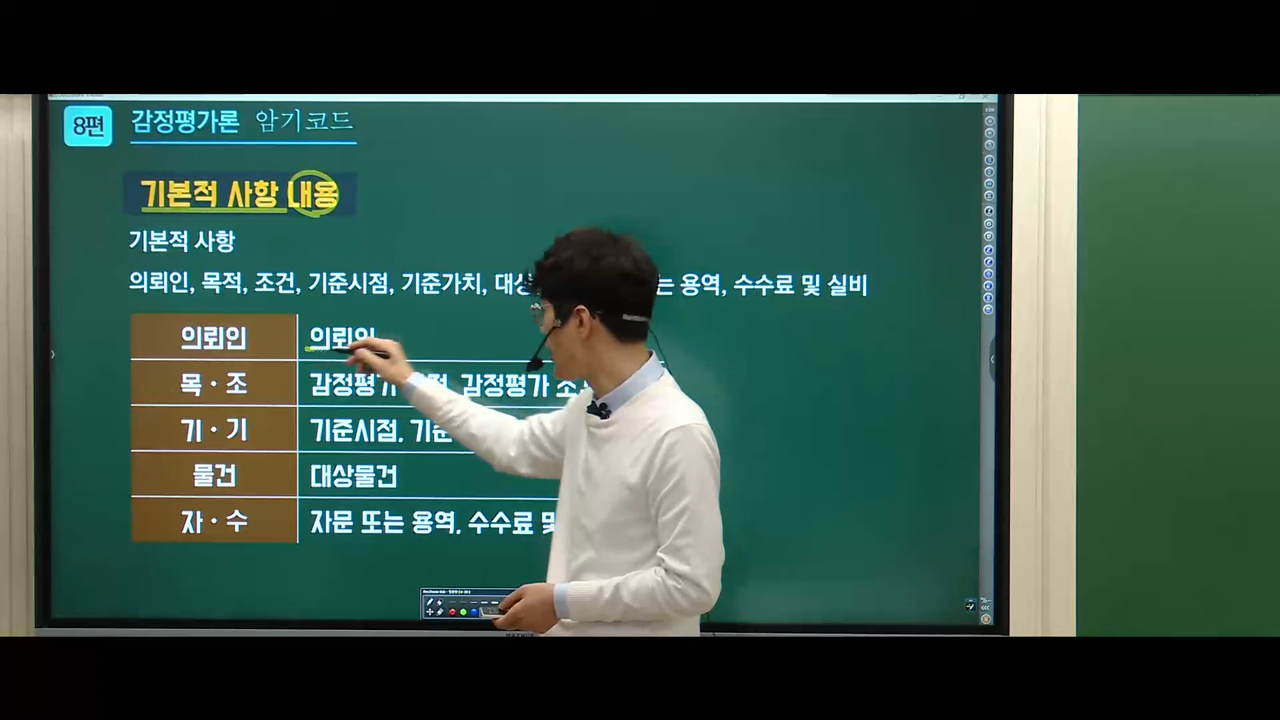 8편 감정평가론 암기코드
기본적 사항 내용
기본적 사항
의뢰인, 목적, 조건, 기준시점, 기준가치, 대상 는 용역, 수수료 및 실비
의뢰인 의뢰인
목·조 감정평가 감정평가
기·기 기준시점, 기준
물건 대상물건
자·수 자문 또는 용역, 수수료 및